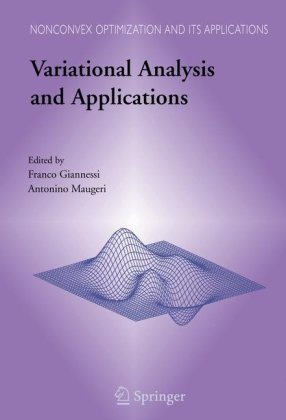 NONCONVEX OPTIMIZATION AND ITS APPLICATIONS
Variational Analysis
and Applications
Edited by
Franco Giannessi
Antonino Maugeri
Springer